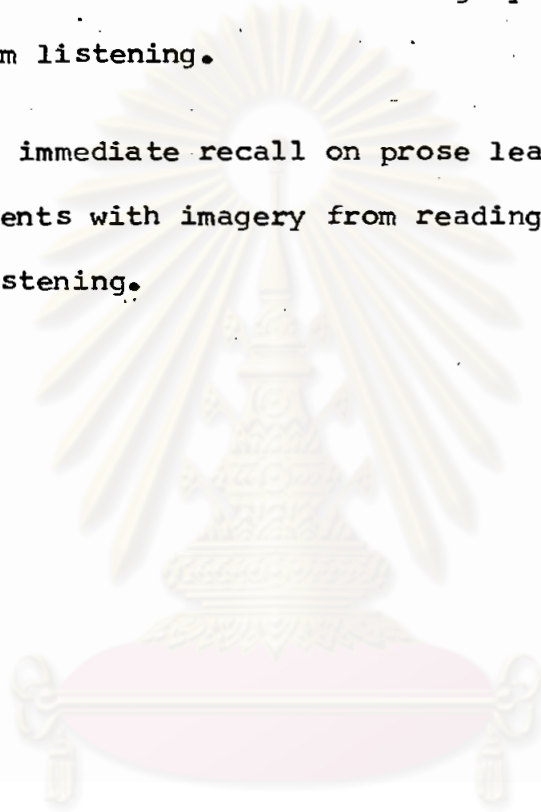 m listening.
immediate recall on prose lea
ents with imagery from reading
stening.